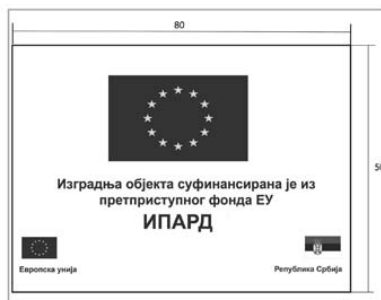 80
Изградња објекта суфинансирана је из
претприступног фонда ЕУ
ИПАРД
Европска унија
Република Србија